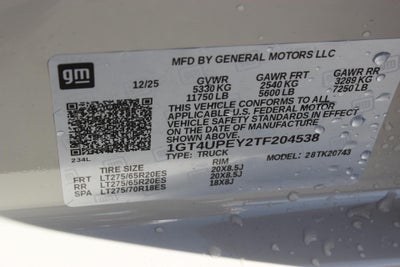 gm
MFD BY GENERAL MOTORS LLC
12/25 GVWR GAWR FRT GAWR RR
5330 KG 2540 KG 3289 KG
11750 LB 5600 LB 7250 LB
THIS VEHICLE CONFORMS TO ALL
APPLICABLE U.S. FEDERAL MOTOR
VEHICLE SAFETY STANDARDS IN EFFECT
ON THE DATE OF MANUFACTURE
SHOWN ABOVE.
1GT4UPEY2TF204538
TYPE: TRUCK MODEL: 28TK20743
234L
TIRE SIZE RIM
FRT LT275/65R20ES 20X8.5J
RR LT275/65R20ES 20X8.5J
SPA LT275/70R18ES 18X8J